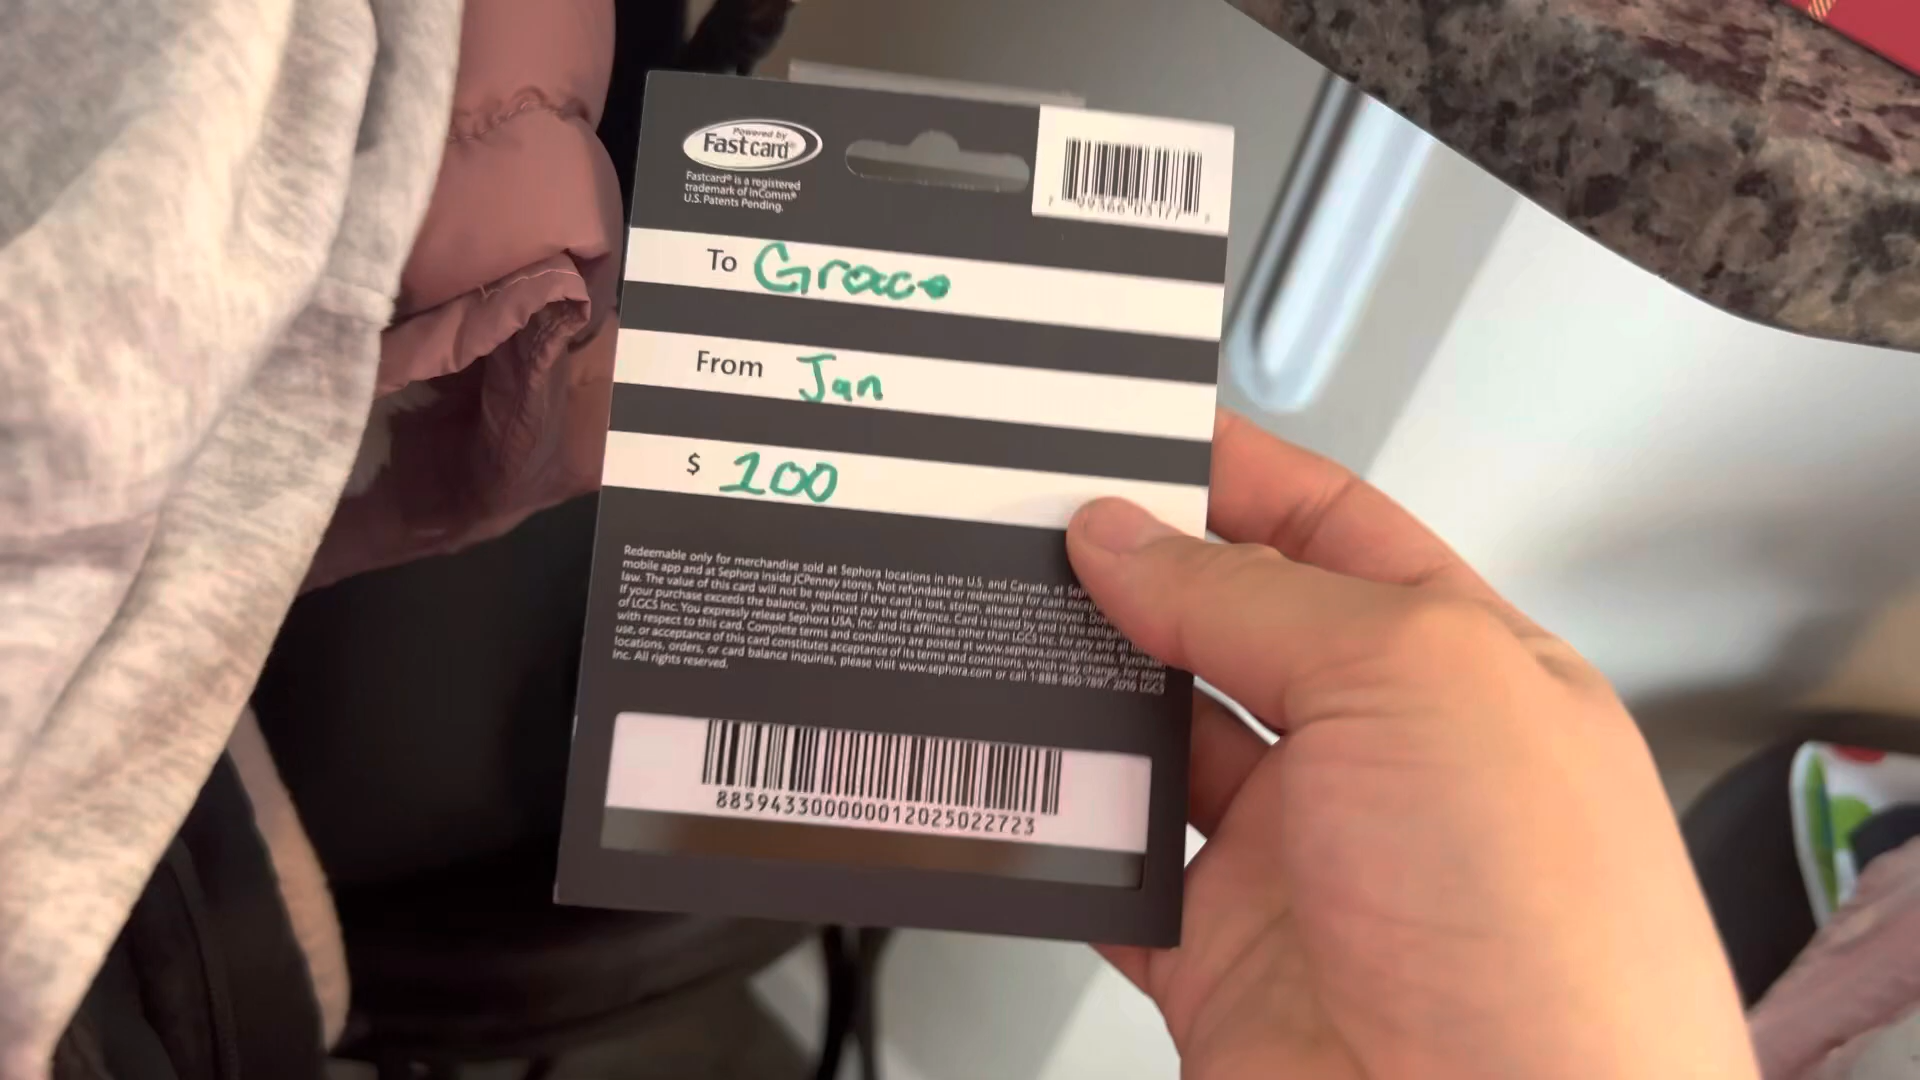 Powered by
Fastcard®
Fastcard® is a registered
trademark of InComm®
U.S. Patents Pending.
To Grace
From Jan
$ 100
Redeemable only for merchandise sold at Sephora locations in the U.S. and Canada, at
mobile app and at Sephora inside JCPenney stores. Not refundable or redeemable for cash
law. The value of this card will not be replaced if the card is lost, stolen, altered or destroyed.
If your purchase exceeds the balance, you must pay the difference. Card is issued by and is the
of LGCS Inc. You expressly release Sephora USA, Inc. and its affiliates other than LGCS Inc. for any and all
with respect to this card. Complete terms and conditions are posted at www.sephora.com/giftcards.
use, or acceptance of this card constitutes acceptance of its terms and conditions, which may change. For store
locations, orders, or card balance inquiries, please visit www.sephora.com or call 1-888-860-7897. 2016 LGCS
Inc. All rights reserved.
88594330000001202502​2723